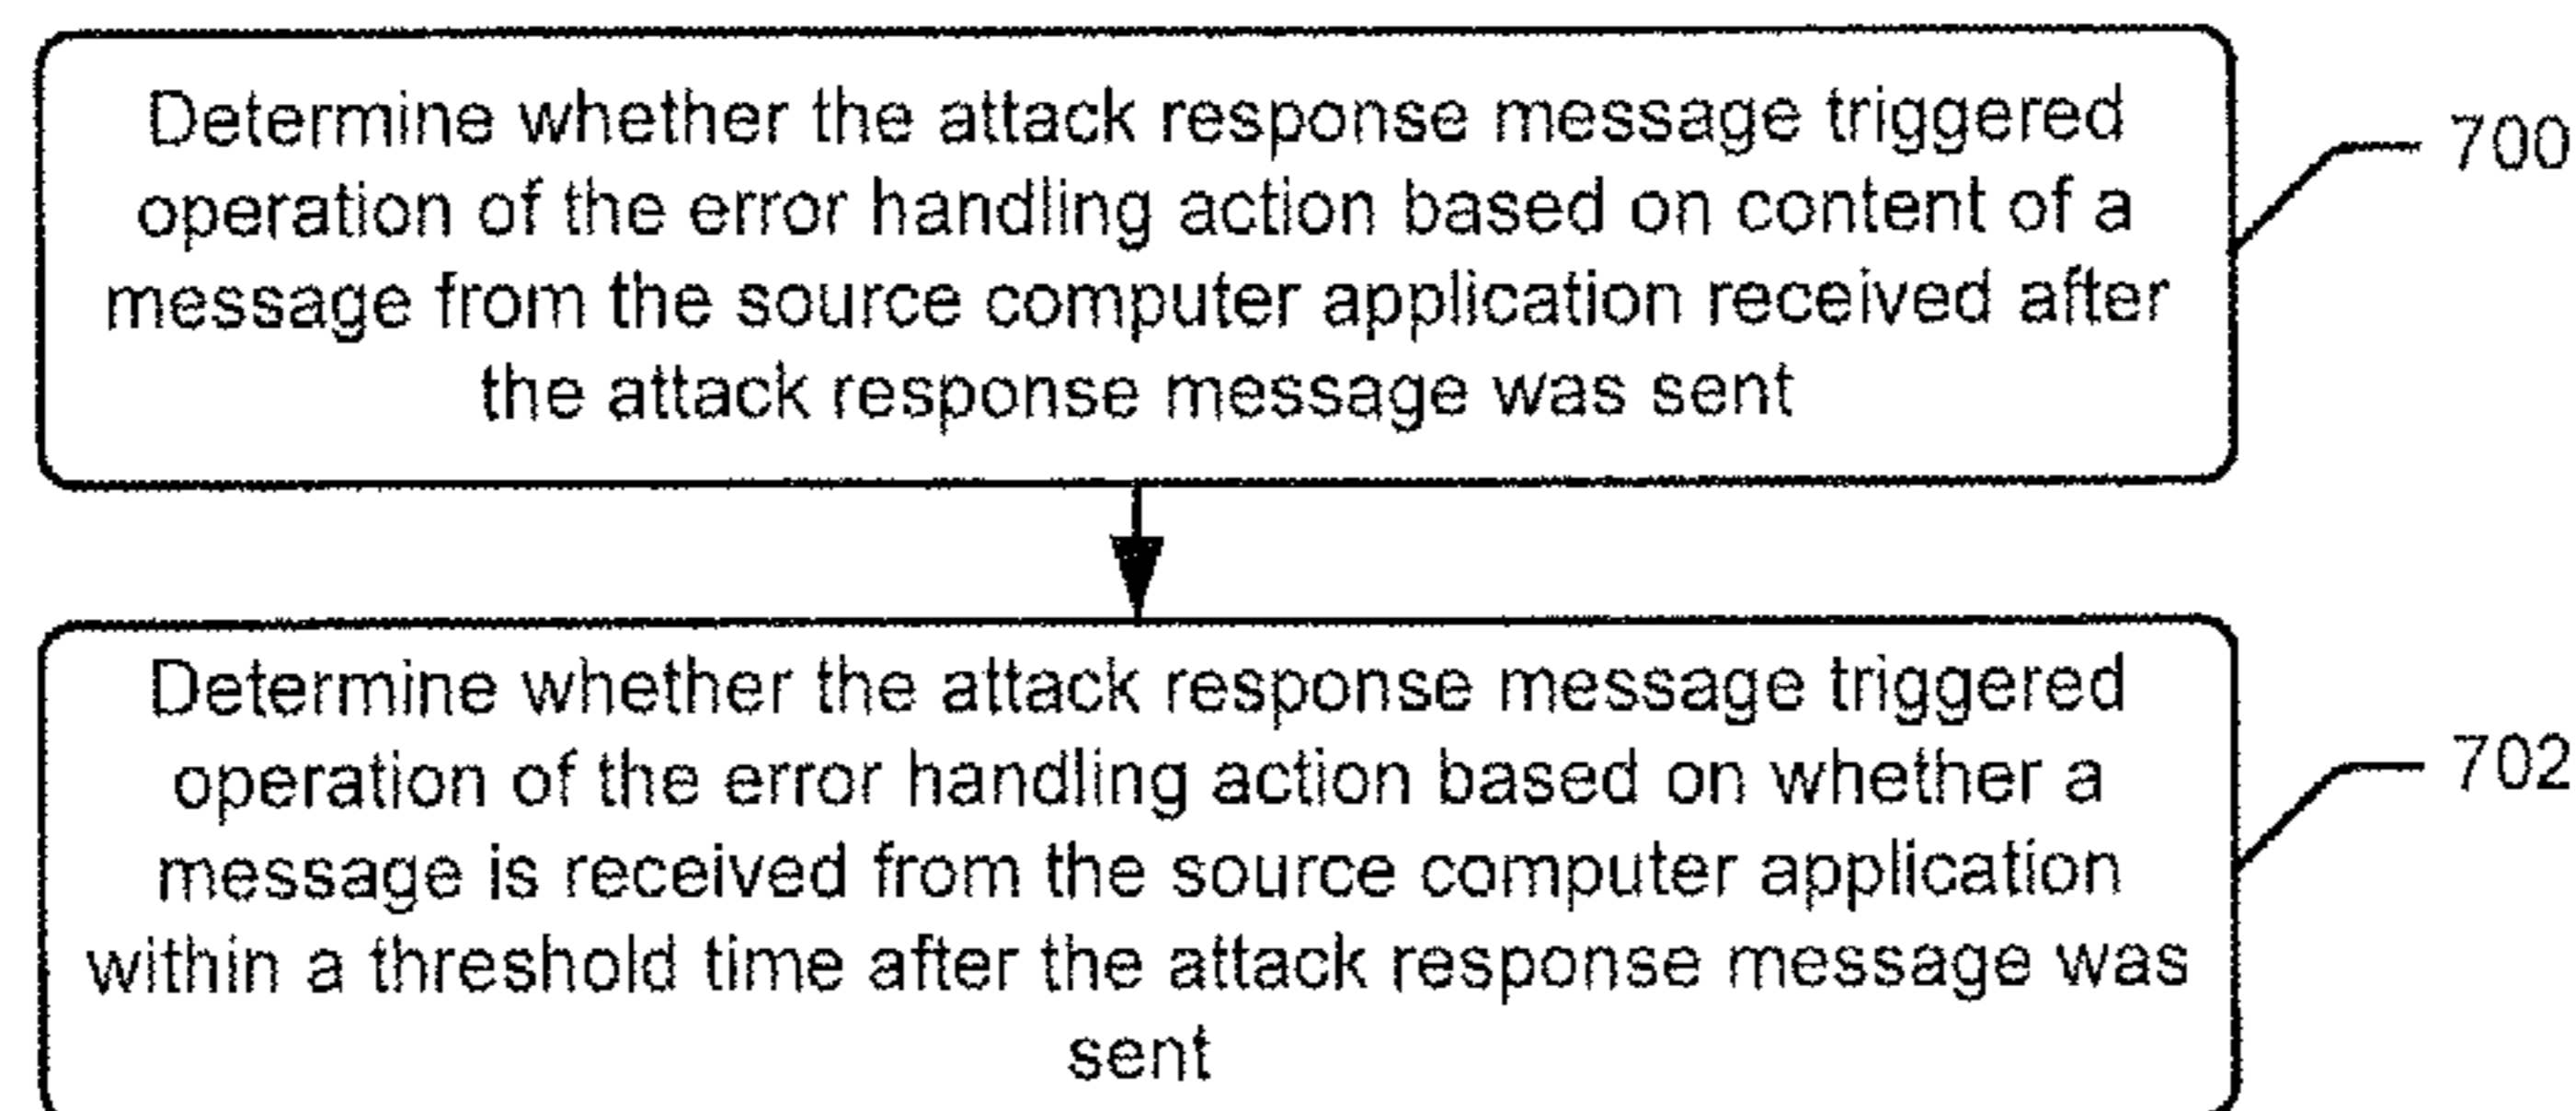 Determine whether the attack response message triggered
operation of the error handling action based on content of a
message from the source computer application received after
the attack response message was sent
700
Determine whether the attack response message triggered
operation of the error handling action based on whether a
message is received from the source computer application
within a threshold time after the attack response message was
sent
702